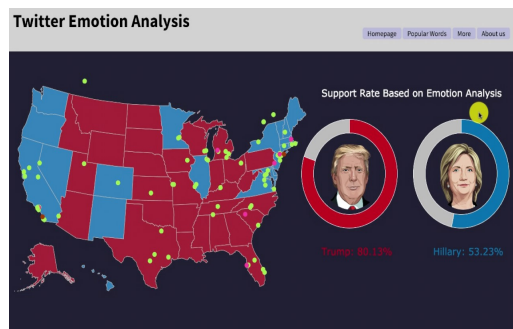 Twitter Emotion Analysis
Homepage Popular Words More About us
Support Rate Based on Emotion Analysis
Trump: 80.13% Hillary: 53.23%